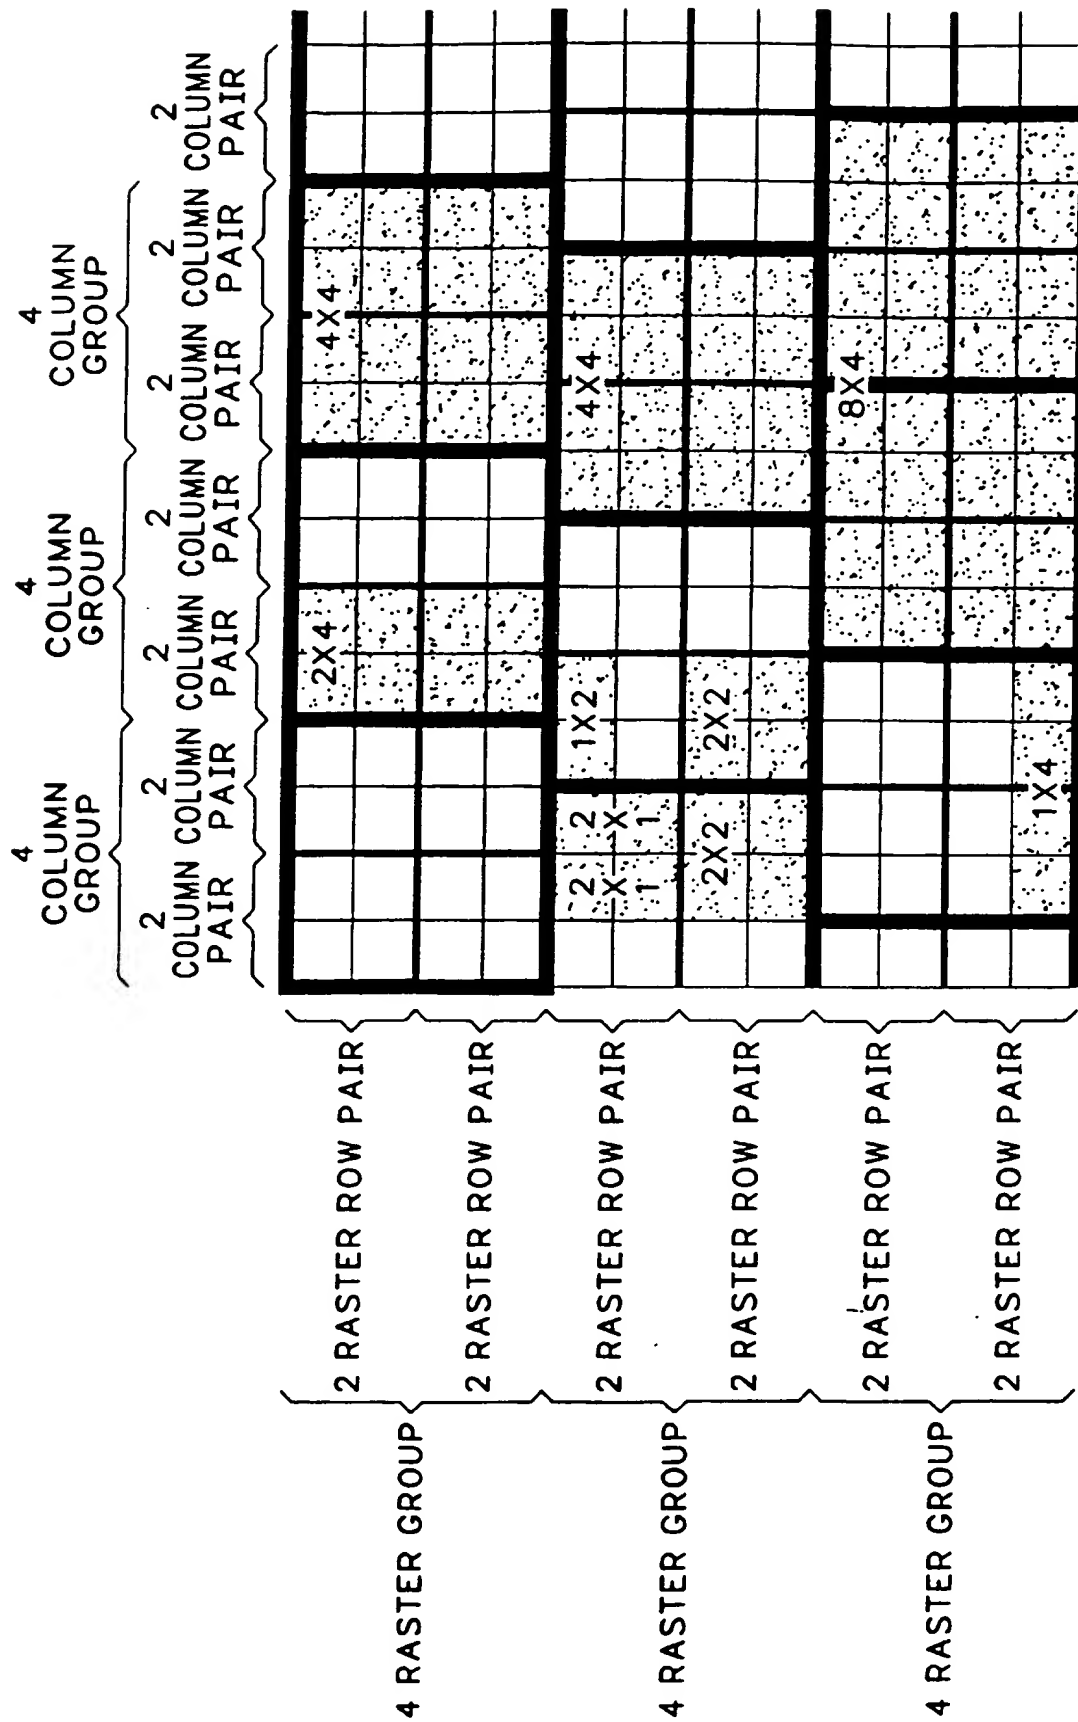 4 4 4
COLUMN COLUMN COLUMN
GROUP GROUP GROUP
2 2 2 2 2 2 2
COLUMN COLUMN COLUMN COLUMN COLUMN COLUMN COLUMN
PAIR PAIR PAIR PAIR PAIR PAIR PAIR
4 RASTER GROUP
2 RASTER ROW PAIR
2X4 4X4
2 RASTER ROW PAIR
4 RASTER GROUP
2 RASTER ROW PAIR
2 2 1X2 4X4
X X
1 1
2 RASTER ROW PAIR
2X2 2X2
4 RASTER GROUP
2 RASTER ROW PAIR
8X4
2 RASTER ROW PAIR
1X4